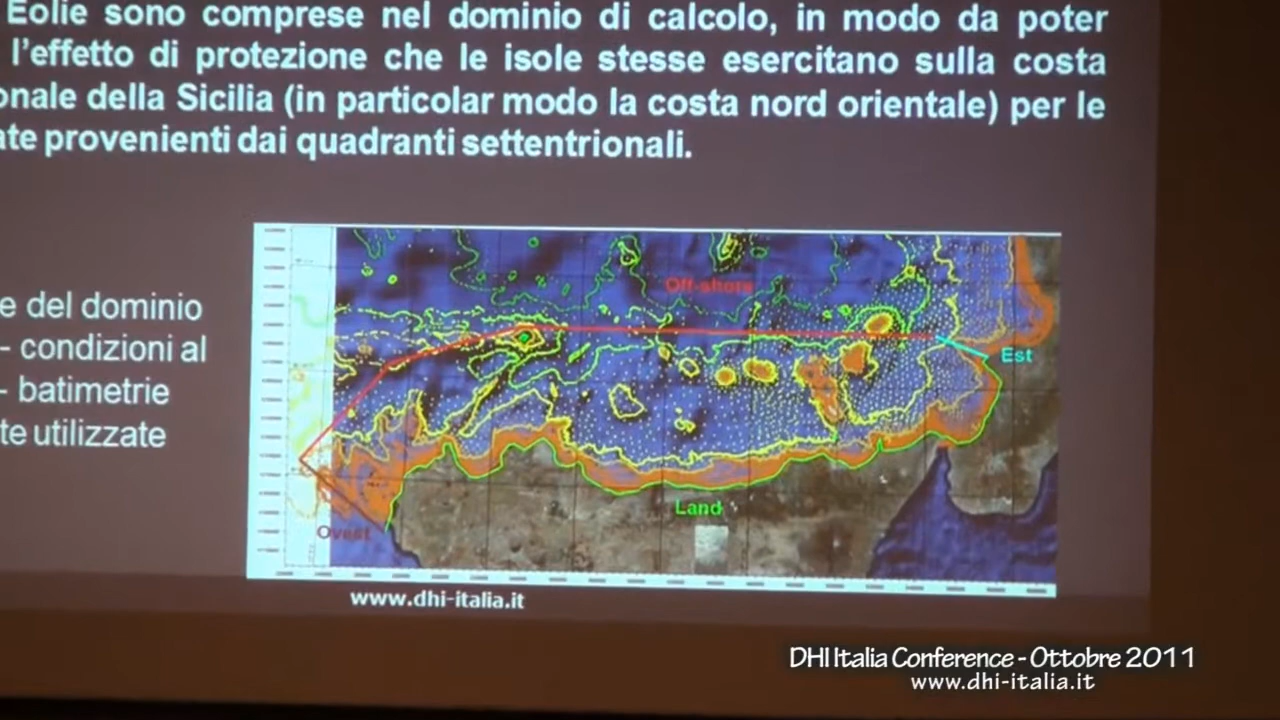 Eolie sono comprese nel dominio di calcolo, in modo da poter
l'effetto di protezione che le isole stesse esercitano sulla costa
onale della Sicilia (in particolar modo la costa nord orientale) per le
ate provenienti dai quadranti settentrionali.
e del dominio
- condizioni al
- batimetrie
te utilizzate
Off-shore
Est
Land
Ovest
www.dhi-italia.it
DHI Italia Conference - Ottobre 2011
www.dhi-italia.it